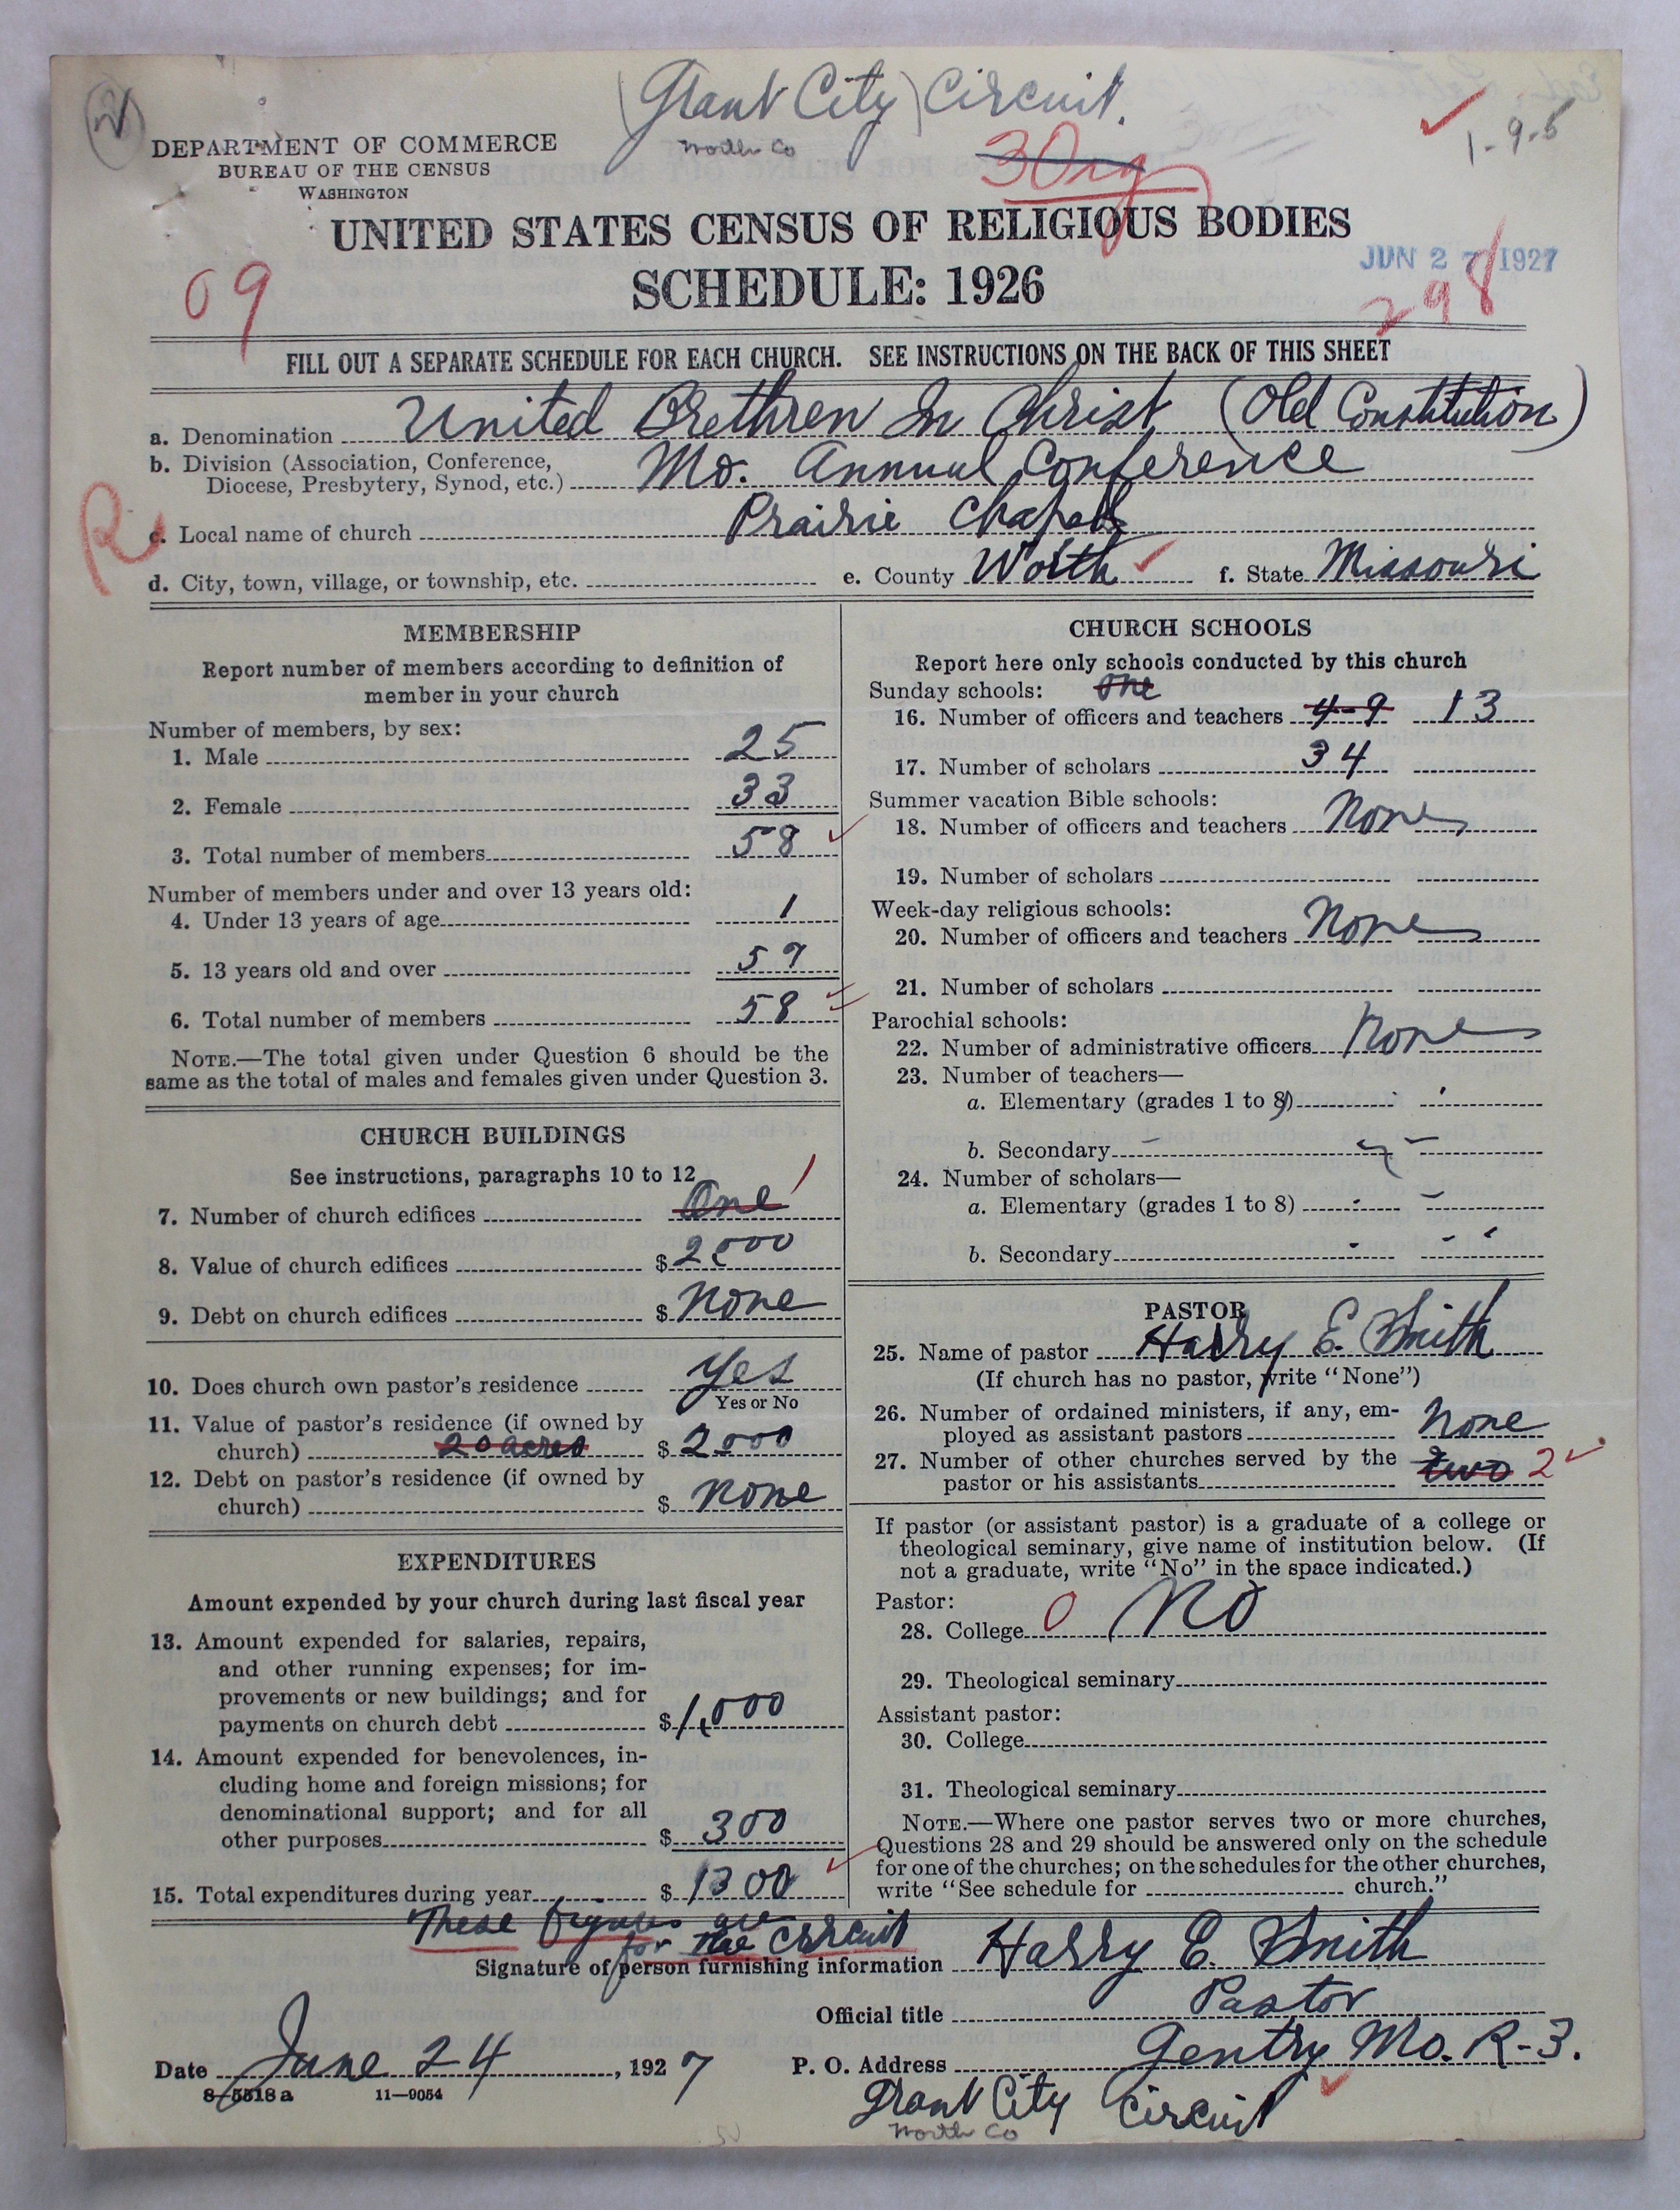 (Grant City) Circuit.
Worth Co
1-9-5
DEPARTMENT OF COMMERCE
BUREAU OF THE CENSUS
WASHINGTON
3 Org
UNITED STATES CENSUS OF RELIGIOUS BODIES
SCHEDULE: 1926
JUN 27 1927
09
298
FILL OUT A SEPARATE SCHEDULE FOR EACH CHURCH. SEE INSTRUCTIONS ON THE BACK OF THIS SHEET
a. Denomination United Brethren In Christ (Old Constitution)
b. Division (Association, Conference,
Diocese, Presbytery, Synod, etc.) Mo. Annual Conference
R
c. Local name of church Prairie Chapel
d. City, town, village, or township, etc. e. County Worth f. State Missouri
MEMBERSHIP
Report number of members according to definition of
member in your church
Number of members, by sex:
1. Male 25
2. Female 33
3. Total number of members 58
Number of members under and over 13 years old:
4. Under 13 years of age 1
5. 13 years old and over 57
6. Total number of members 58
NOTE.—The total given under Question 6 should be the
same as the total of males and females given under Question 3.
CHURCH BUILDINGS
See instructions, paragraphs 10 to 12
7. Number of church edifices One 1
8. Value of church edifices $ 2000
9. Debt on church edifices $ None
10. Does church own pastor's residence Yes
Yes or No
11. Value of pastor's residence (if owned by
church) 20 acres $ 2000
12. Debt on pastor's residence (if owned by
church) $ None
EXPENDITURES
Amount expended by your church during last fiscal year
13. Amount expended for salaries, repairs,
and other running expenses; for im-
provements or new buildings; and for
payments on church debt $ 1,000
14. Amount expended for benevolences, in-
cluding home and foreign missions; for
denominational support; and for all
other purposes $ 300
15. Total expenditures during year $ 1300
These figures are
for the Circuit
CHURCH SCHOOLS
Report here only schools conducted by this church
Sunday schools: One
16. Number of officers and teachers 4-9 13
17. Number of scholars 34
Summer vacation Bible schools:
18. Number of officers and teachers None
19. Number of scholars
Week-day religious schools:
20. Number of officers and teachers None
21. Number of scholars
Parochial schools:
22. Number of administrative officers None
23. Number of teachers—
a. Elementary (grades 1 to 8)
b. Secondary
24. Number of scholars—
a. Elementary (grades 1 to 8)
b. Secondary
PASTOR
25. Name of pastor Harry E. Smith
(If church has no pastor, write "None")
26. Number of ordained ministers, if any, em-
ployed as assistant pastors None
27. Number of other churches served by the
pastor or his assistants two 2
If pastor (or assistant pastor) is a graduate of a college or
theological seminary, give name of institution below. (If
not a graduate, write "No" in the space indicated.)
Pastor:
28. College 0 No
29. Theological seminary
Assistant pastor:
30. College
31. Theological seminary
NOTE.—Where one pastor serves two or more churches,
Questions 28 and 29 should be answered only on the schedule
for one of the churches; on the schedules for the other churches,
write "See schedule for church."
Signature of person furnishing information Harry E. Smith
Official title Pastor
Date June 24, 1927 P. O. Address Gentry Mo. R-3.
8-5518a 11—9054
Grant City Circuit
Worth Co